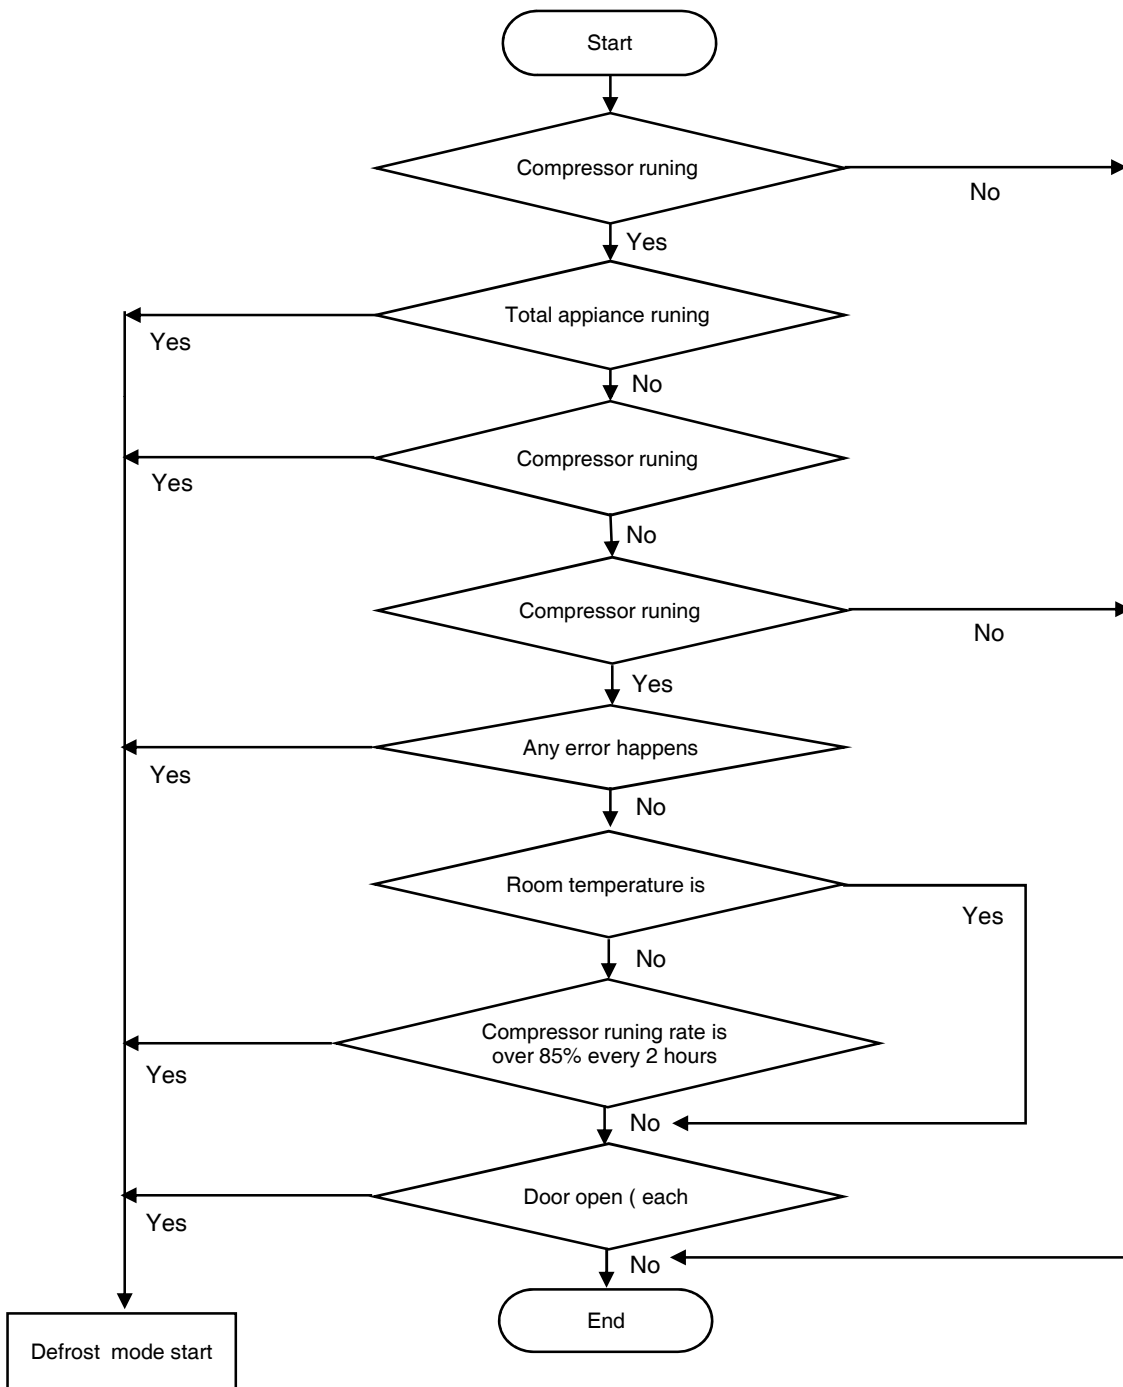 Start
Compressor runing
No
Yes
Total appiance runing
Yes
No
Compressor runing
Yes
No
Compressor runing
No
Yes
Any error happens
Yes
No
Room temperature is
Yes
No
Compressor runing rate is
over 85% every 2 hours
Yes
No
Door open ( each
Yes
No
End
Defrost mode start